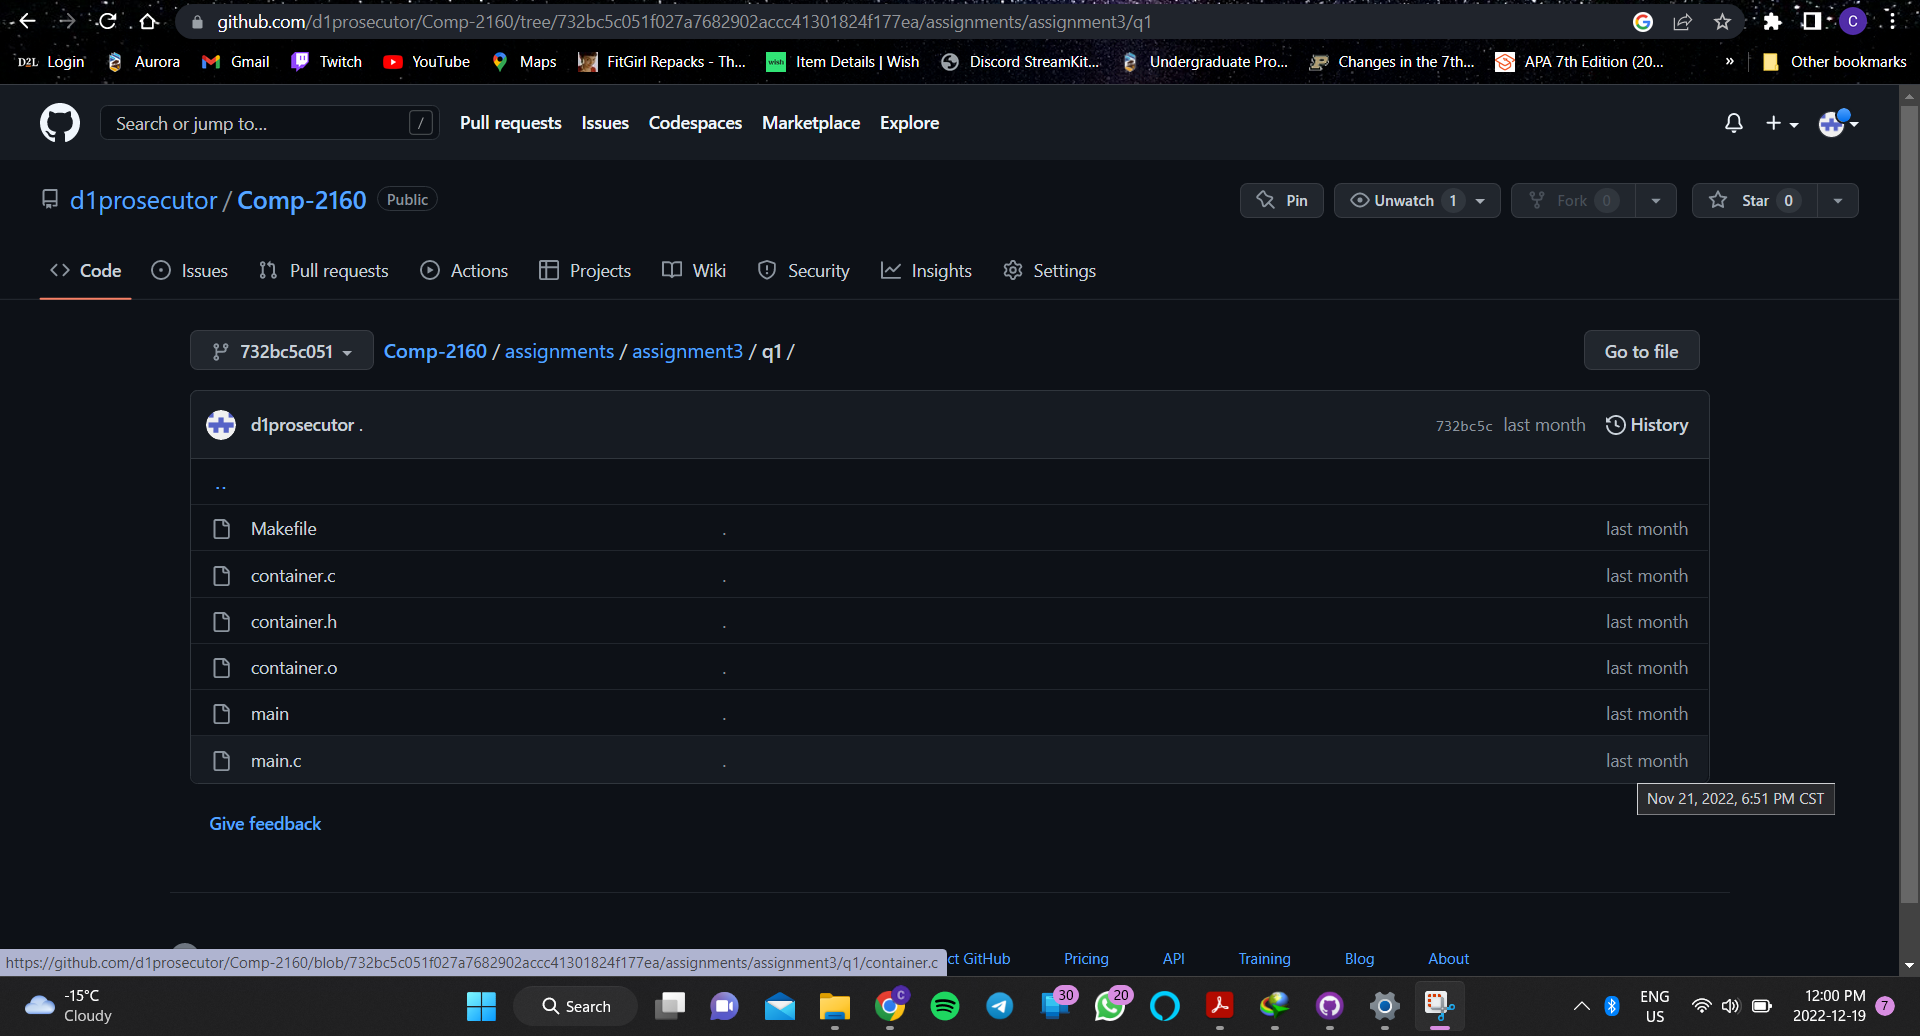 github.com/d1prosecutor/Comp-2160/tree/732bc5c051f027a7682902accc41301824f177ea/assignments/assignment3/q1
C
D2L Login Aurora Gmail Twitch YouTube Maps FitGirl Repacks - Th... wish Item Details | Wish Discord StreamKit... Undergraduate Pro... Changes in the 7th... APA 7th Edition (20... » Other bookmarks
Search or jump to... / Pull requests Issues Codespaces Marketplace Explore
d1prosecutor / Comp-2160 Public Pin Unwatch 1 Fork 0 Star 0
Code Issues Pull requests Actions Projects Wiki Security Insights Settings
732bc5c051 Comp-2160 / assignments / assignment3 / q1 / Go to file
d1prosecutor . 732bc5c last month History
..
Makefile . last month
container.c . last month
container.h . last month
container.o . last month
main . last month
main.c . last month
Nov 21, 2022, 6:51 PM CST
Give feedback
ct GitHub Pricing API Training Blog About
https://github.com/d1prosecutor/Comp-2160/blob/732bc5c051f027a7682902accc41301824f177ea/assignments/assignment3/q1/container.c
-15°C
Cloudy
Search
C
30
20
ENG
US
12:00 PM
2022-12-19
7